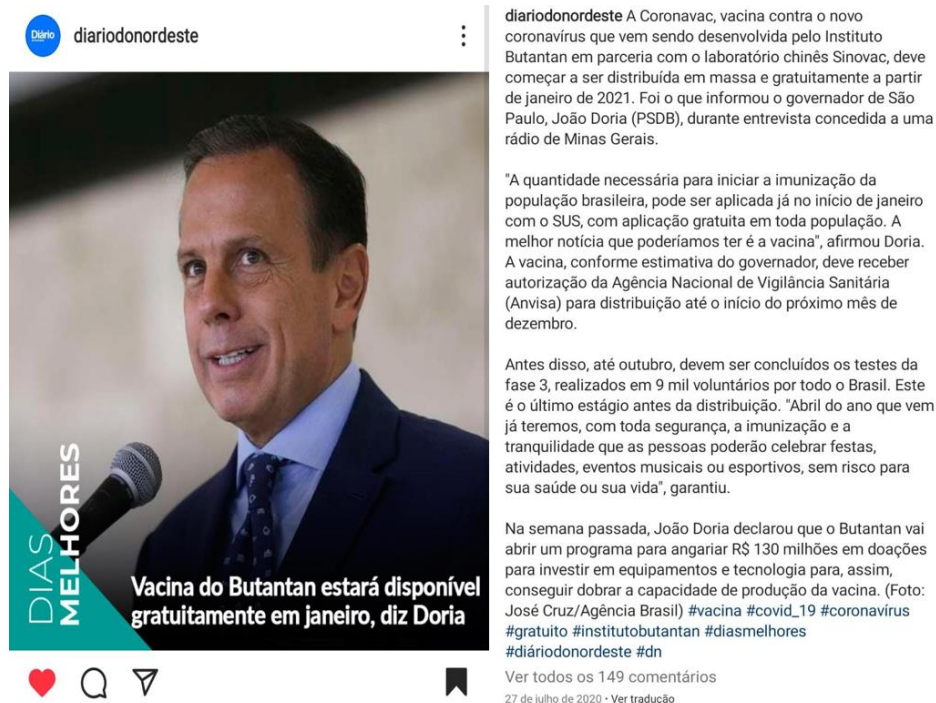 Diário
diariodonordeste
DIAS
MELHORES
Vacina do Butantan estará disponível
gratuitamente em janeiro, diz Doria
diariodonordeste A Coronavac, vacina contra o novo
coronavírus que vem sendo desenvolvida pelo Instituto
Butantan em parceria com o laboratório chinês Sinovac, deve
começar a ser distribuída em massa e gratuitamente a partir
de janeiro de 2021. Foi o que informou o governador de São
Paulo, João Doria (PSDB), durante entrevista concedida a uma
rádio de Minas Gerais.
"A quantidade necessária para iniciar a imunização da
população brasileira, pode ser aplicada já no início de janeiro
com o SUS, com aplicação gratuita em toda população. A
melhor notícia que poderíamos ter é a vacina", afirmou Doria.
A vacina, conforme estimativa do governador, deve receber
autorização da Agência Nacional de Vigilância Sanitária
(Anvisa) para distribuição até o início do próximo mês de
dezembro.
Antes disso, até outubro, devem ser concluídos os testes da
fase 3, realizados em 9 mil voluntários por todo o Brasil. Este
é o último estágio antes da distribuição. "Abril do ano que vem
já teremos, com toda segurança, a imunização e a
tranquilidade que as pessoas poderão celebrar festas,
atividades, eventos musicais ou esportivos, sem risco para
sua saúde ou sua vida", garantiu.
Na semana passada, João Doria declarou que o Butantan vai
abrir um programa para angariar R$ 130 milhões em doações
para investir em equipamentos e tecnologia para, assim,
conseguir dobrar a capacidade de produção da vacina. (Foto:
José Cruz/Agência Brasil) #vacina #covid_19 #coronavírus
#gratuito #institutobutantan #diasmelhores
#diáriodonordeste #dn
Ver todos os 149 comentários
27 de julho de 2020 · Ver tradução